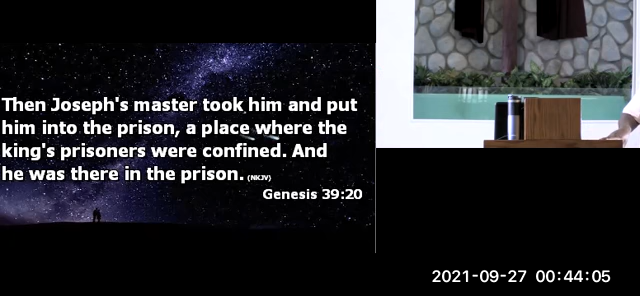 Then Joseph's master took him and put
him into the prison, a place where the
king's prisoners were confined. And
he was there in the prison. (NKJV)
Genesis 39:20
2021-09-27 00:44:05